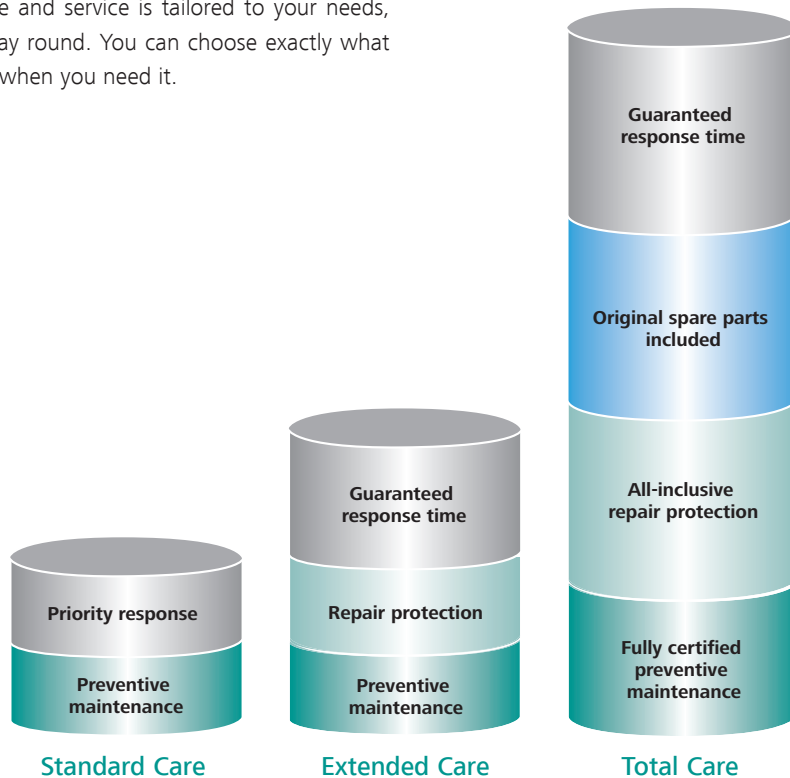 e and service is tailored to your needs,
ay round. You can choose exactly what
when you need it.
Guaranteed
response time
Original spare parts
included
All-inclusive
repair protection
Fully certified
preventive
maintenance
Guaranteed
response time
Repair protection
Preventive
maintenance
Priority response
Preventive
maintenance
Standard Care
Extended Care
Total Care